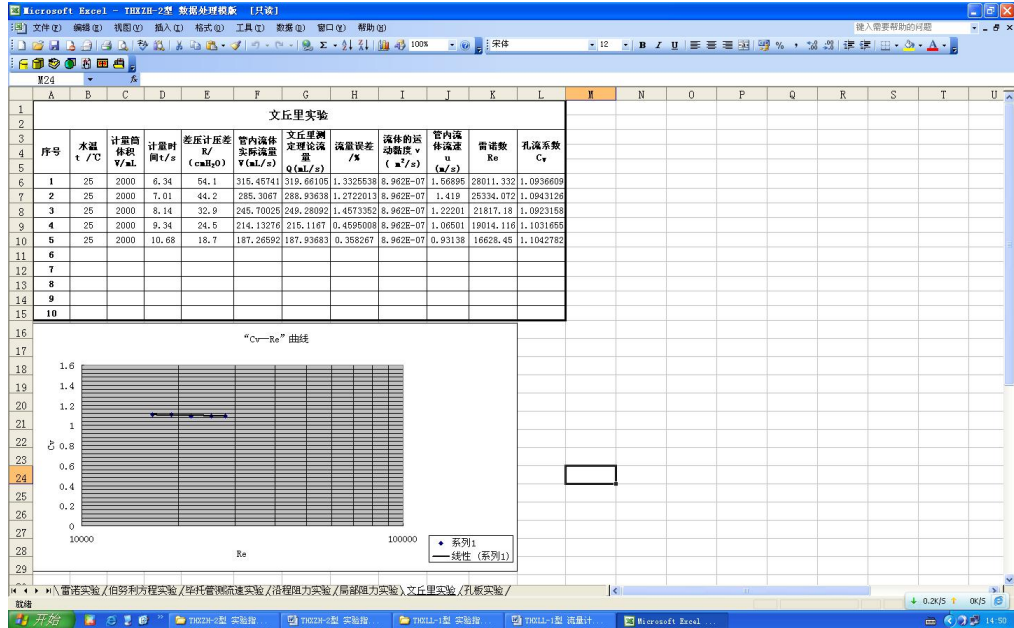 Microsoft Excel - THXZH-2型 数据处理模版 [只读]
文件(F) 编辑(E) 视图(V) 插入(I) 格式(O) 工具(T) 数据(D) 窗口(W) 帮助(H) 键入需要帮助的问题
100% 宋体 12 B I U
M24 fx
A B C D E F G H I J K L M N O P Q R S T U
文丘里实验
序号 水温 t /℃ 计量筒体积 V/mL 计量时间t/s 差压计压差 R/ (cmH₂O) 管内流体实际流量 V(mL/s) 文丘里测定理论流量 Q(mL/s) 流量误差 /% 流体的运动黏度 v ( m²/s) 管内流体流速 u (m/s) 雷诺数 Re 孔流系数 Cᵥ
1 25 2000 6.34 54.1 315.45741 319.66105 1.3325538 8.962E-07 1.56895 28011.332 1.0936609
2 25 2000 7.01 44.2 285.3067 288.93638 1.2722013 8.962E-07 1.419 25334.072 1.0943126
3 25 2000 8.14 32.9 245.70025 249.28092 1.4573352 8.962E-07 1.22201 21817.18 1.0923158
4 25 2000 9.34 24.5 214.13276 215.1167 0.4595008 8.962E-07 1.06501 19014.116 1.1031655
5 25 2000 10.68 18.7 187.26592 187.93683 0.358267 8.962E-07 0.93138 16628.45 1.1042782
6
7
8
9
10
“Cv—Re”曲线
1.6
1.4
1.2
1
0.8
0.6
0.4
0.2
0
Cv
10000 100000
Re
系列1
线性 (系列1)
雷诺实验 伯努利方程实验 毕托管测流速实验 沿程阻力实验 局部阻力实验 文丘里实验 孔板实验
就绪
0.2K/S 0K/S
开始 THXZH-2型 实验指... THXZH-2型 实验指... THXLL-1型 实验指... THXLL-1型 流量计... Microsoft Excel ... 14:50